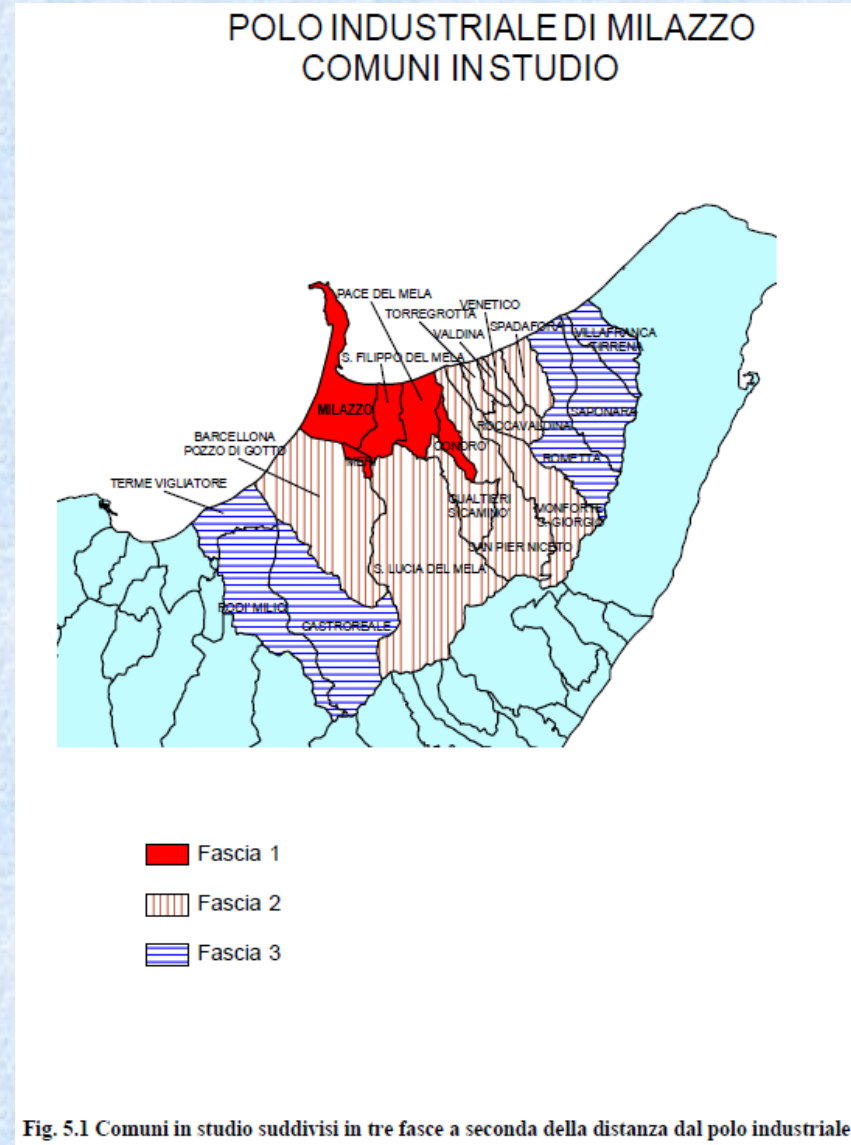 POLO INDUSTRIALE DI MILAZZO
COMUNI IN STUDIO
PACE DEL MELA
VENETICO
TORREGROTTA
SPADAFORA
VALDINA
VILLAFRANCA
TIRRENA
S. FILIPPO DEL MELA
MILAZZO
SAPONARA
ROCCAVALDINA
BARCELLONA
POZZO DI GOTTO
CONDRO'
MERI'
ROMETTA
TERME VIGLIATORE
GUALTIERI
SICAMINO'
MONFORTE
S. GIORGIO
SAN PIER NICETO
S. LUCIA DEL MELA
RODI' MILICI
CASTROREALE
Fascia 1
Fascia 2
Fascia 3
Fig. 5.1 Comuni in studio suddivisi in tre fasce a seconda della distanza dal polo industriale